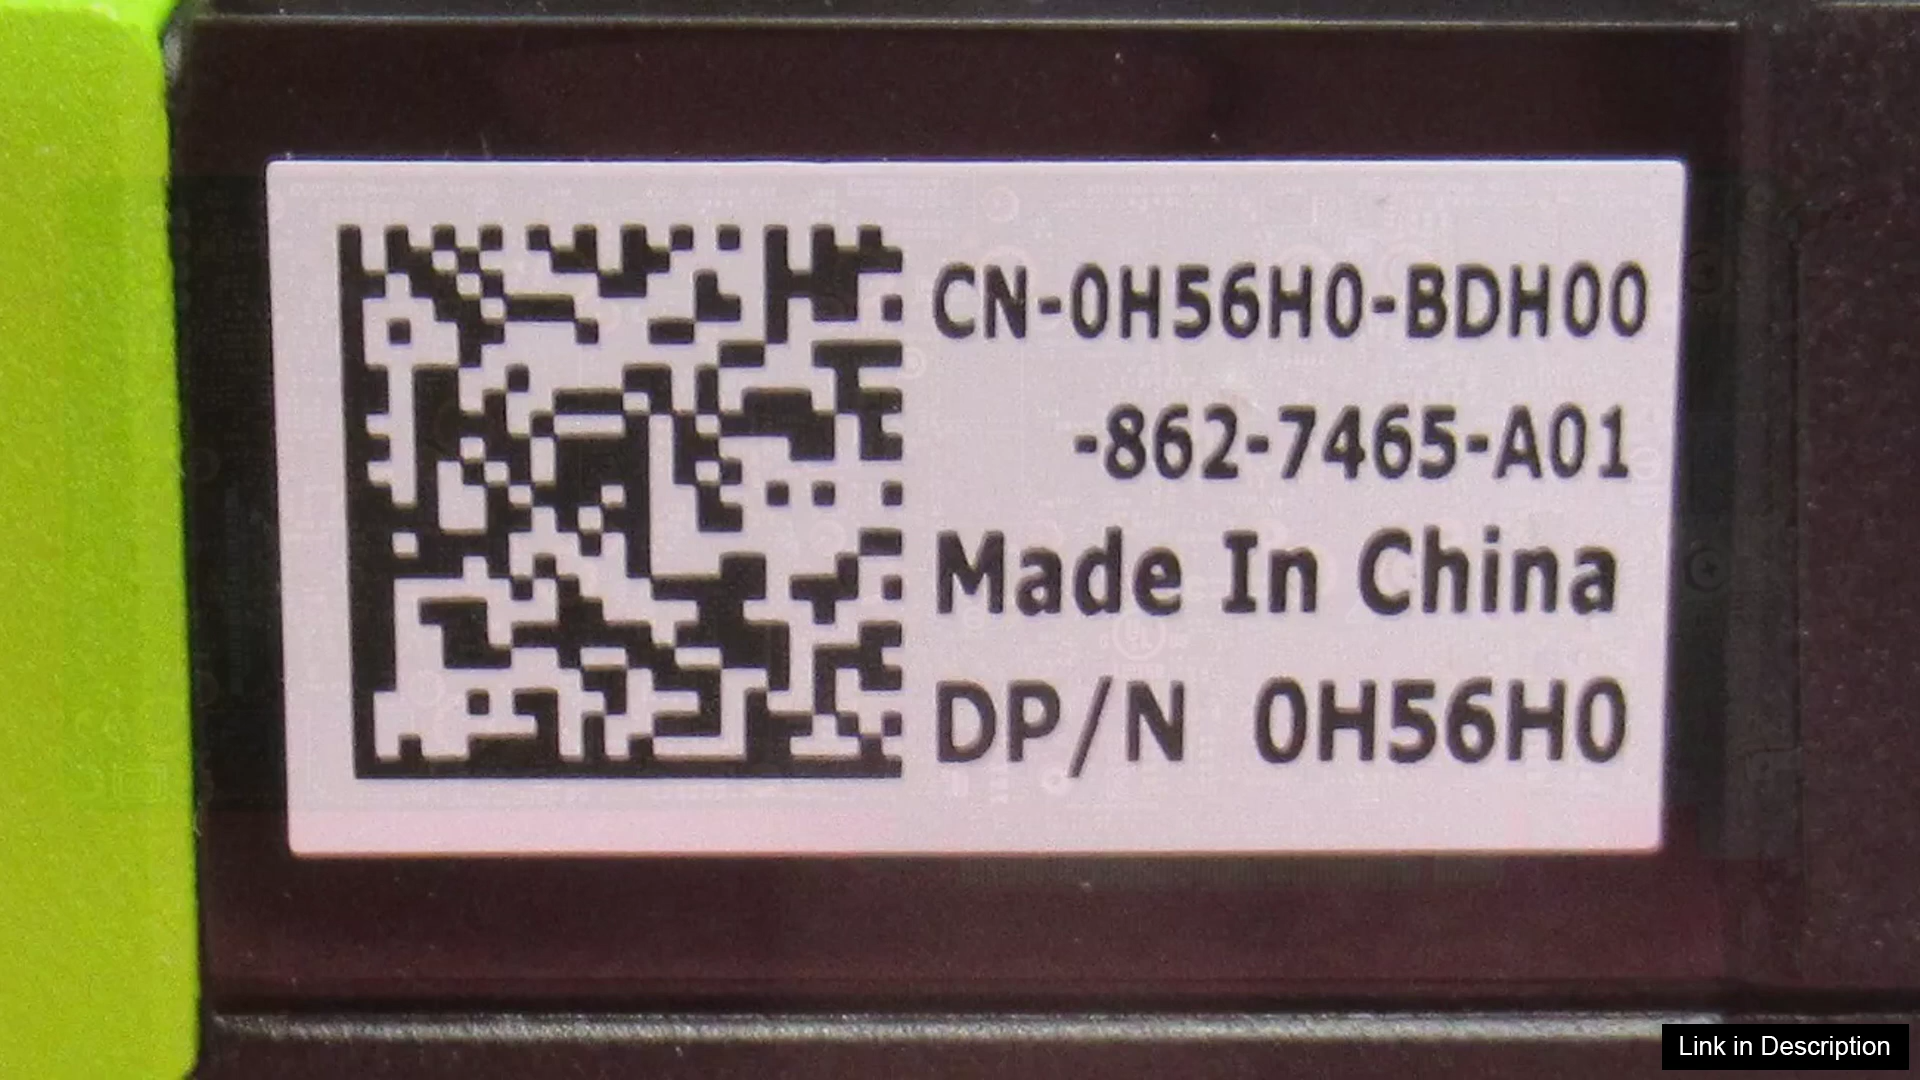 CN-0H56H0-BDH00
-862-7465-A01
Made In China
DP/N 0H56H0
Link in Description